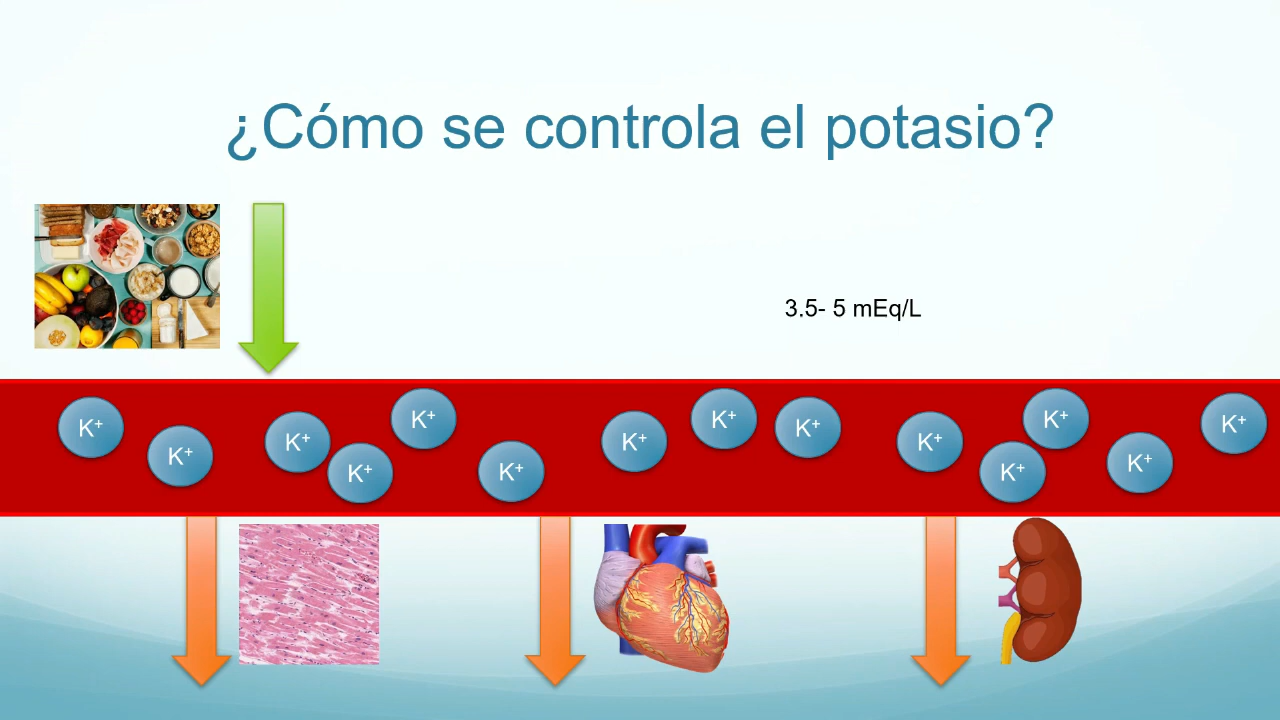 ¿Cómo se controla el potasio?
3.5- 5 mEq/L
K⁺
K⁺
K⁺
K⁺
K⁺
K⁺
K⁺
K⁺
K⁺
K⁺
K⁺
K⁺
K⁺
K⁺